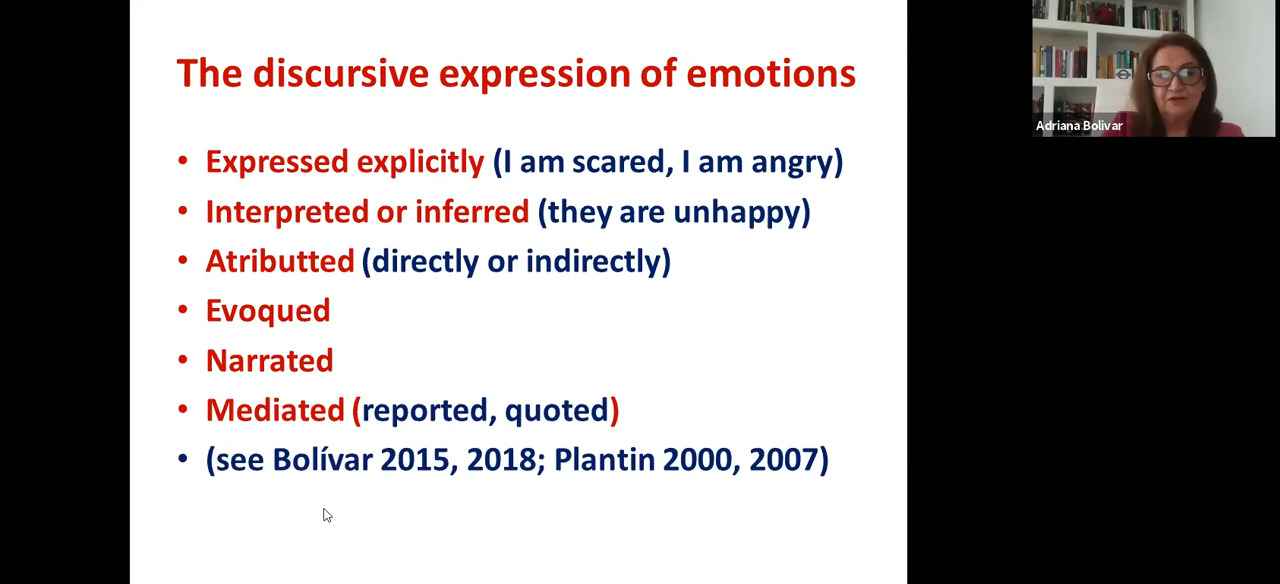 The discursive expression of emotions
• Expressed explicitly (I am scared, I am angry)
• Interpreted or inferred (they are unhappy)
• Atributted (directly or indirectly)
• Evoqued
• Narrated
• Mediated (reported, quoted)
• (see Bolívar 2015, 2018; Plantin 2000, 2007)
Adriana Bolivar